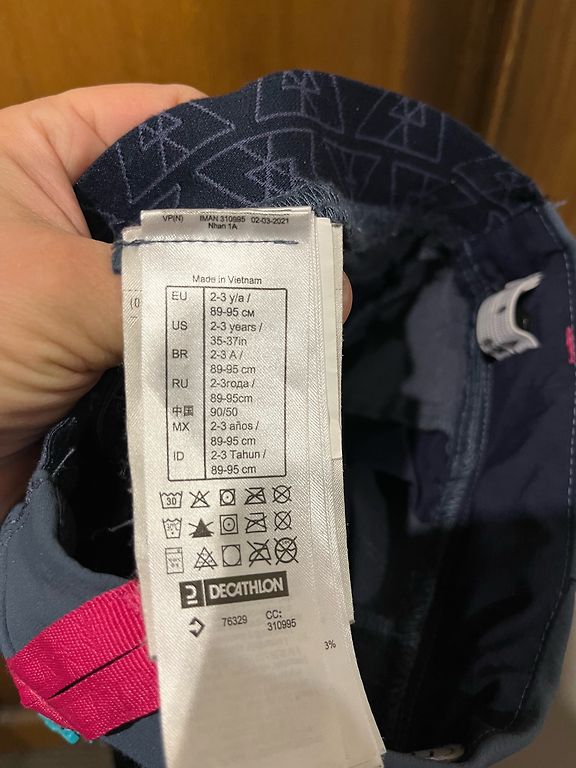 VP(N) IMAN 310995 02-03-2021
Nhan 1A
Made in Vietnam
EU 2-3 y/a /
89-95 см
US 2-3 years /
35-37in
BR 2-3 A /
89-95 cm
RU 2-3года /
89-95cm
中国 90/50
MX 2-3 años /
89-95 cm
ID 2-3 Tahun /
89-95 cm
30
DECATHLON
76329 CC:
310995
3%